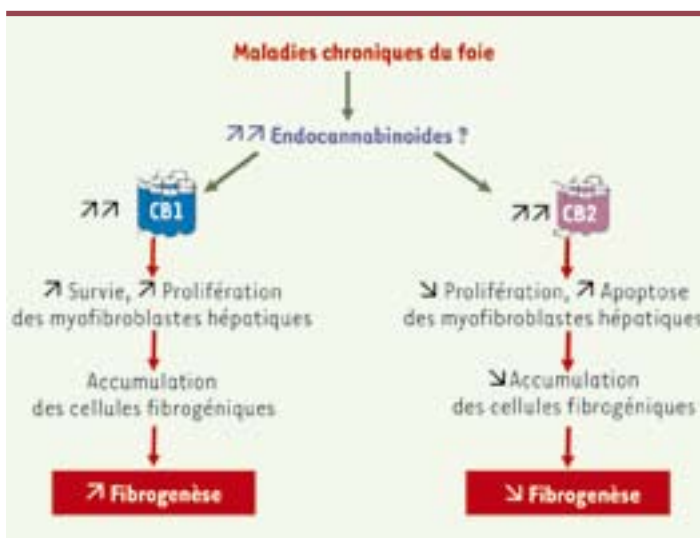 Maladies chroniques du foie
↗↗ Endocannabinoides ?
↗↗ CB1
↗↗ CB2
↗ Survie, ↗ Prolifération
des myofibroblastes hépatiques
↘ Prolifération, ↗ Apoptose
des myofibroblastes hépatiques
Accumulation
des cellules fibrogéniques
↘ Accumulation
des cellules fibrogéniques
↗ Fibrogenèse
↘ Fibrogenèse